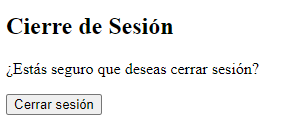 Cierre de Sesión
¿Estás seguro que deseas cerrar sesión?
Cerrar sesión